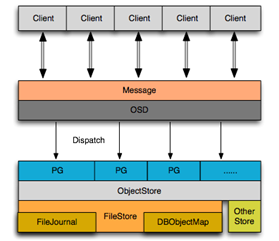 Client Client Client Client Client
Message
OSD
Dispatch
PG PG PG ......
ObjectStore
FileStore
Other
Store
FileJournal DBObjectMap